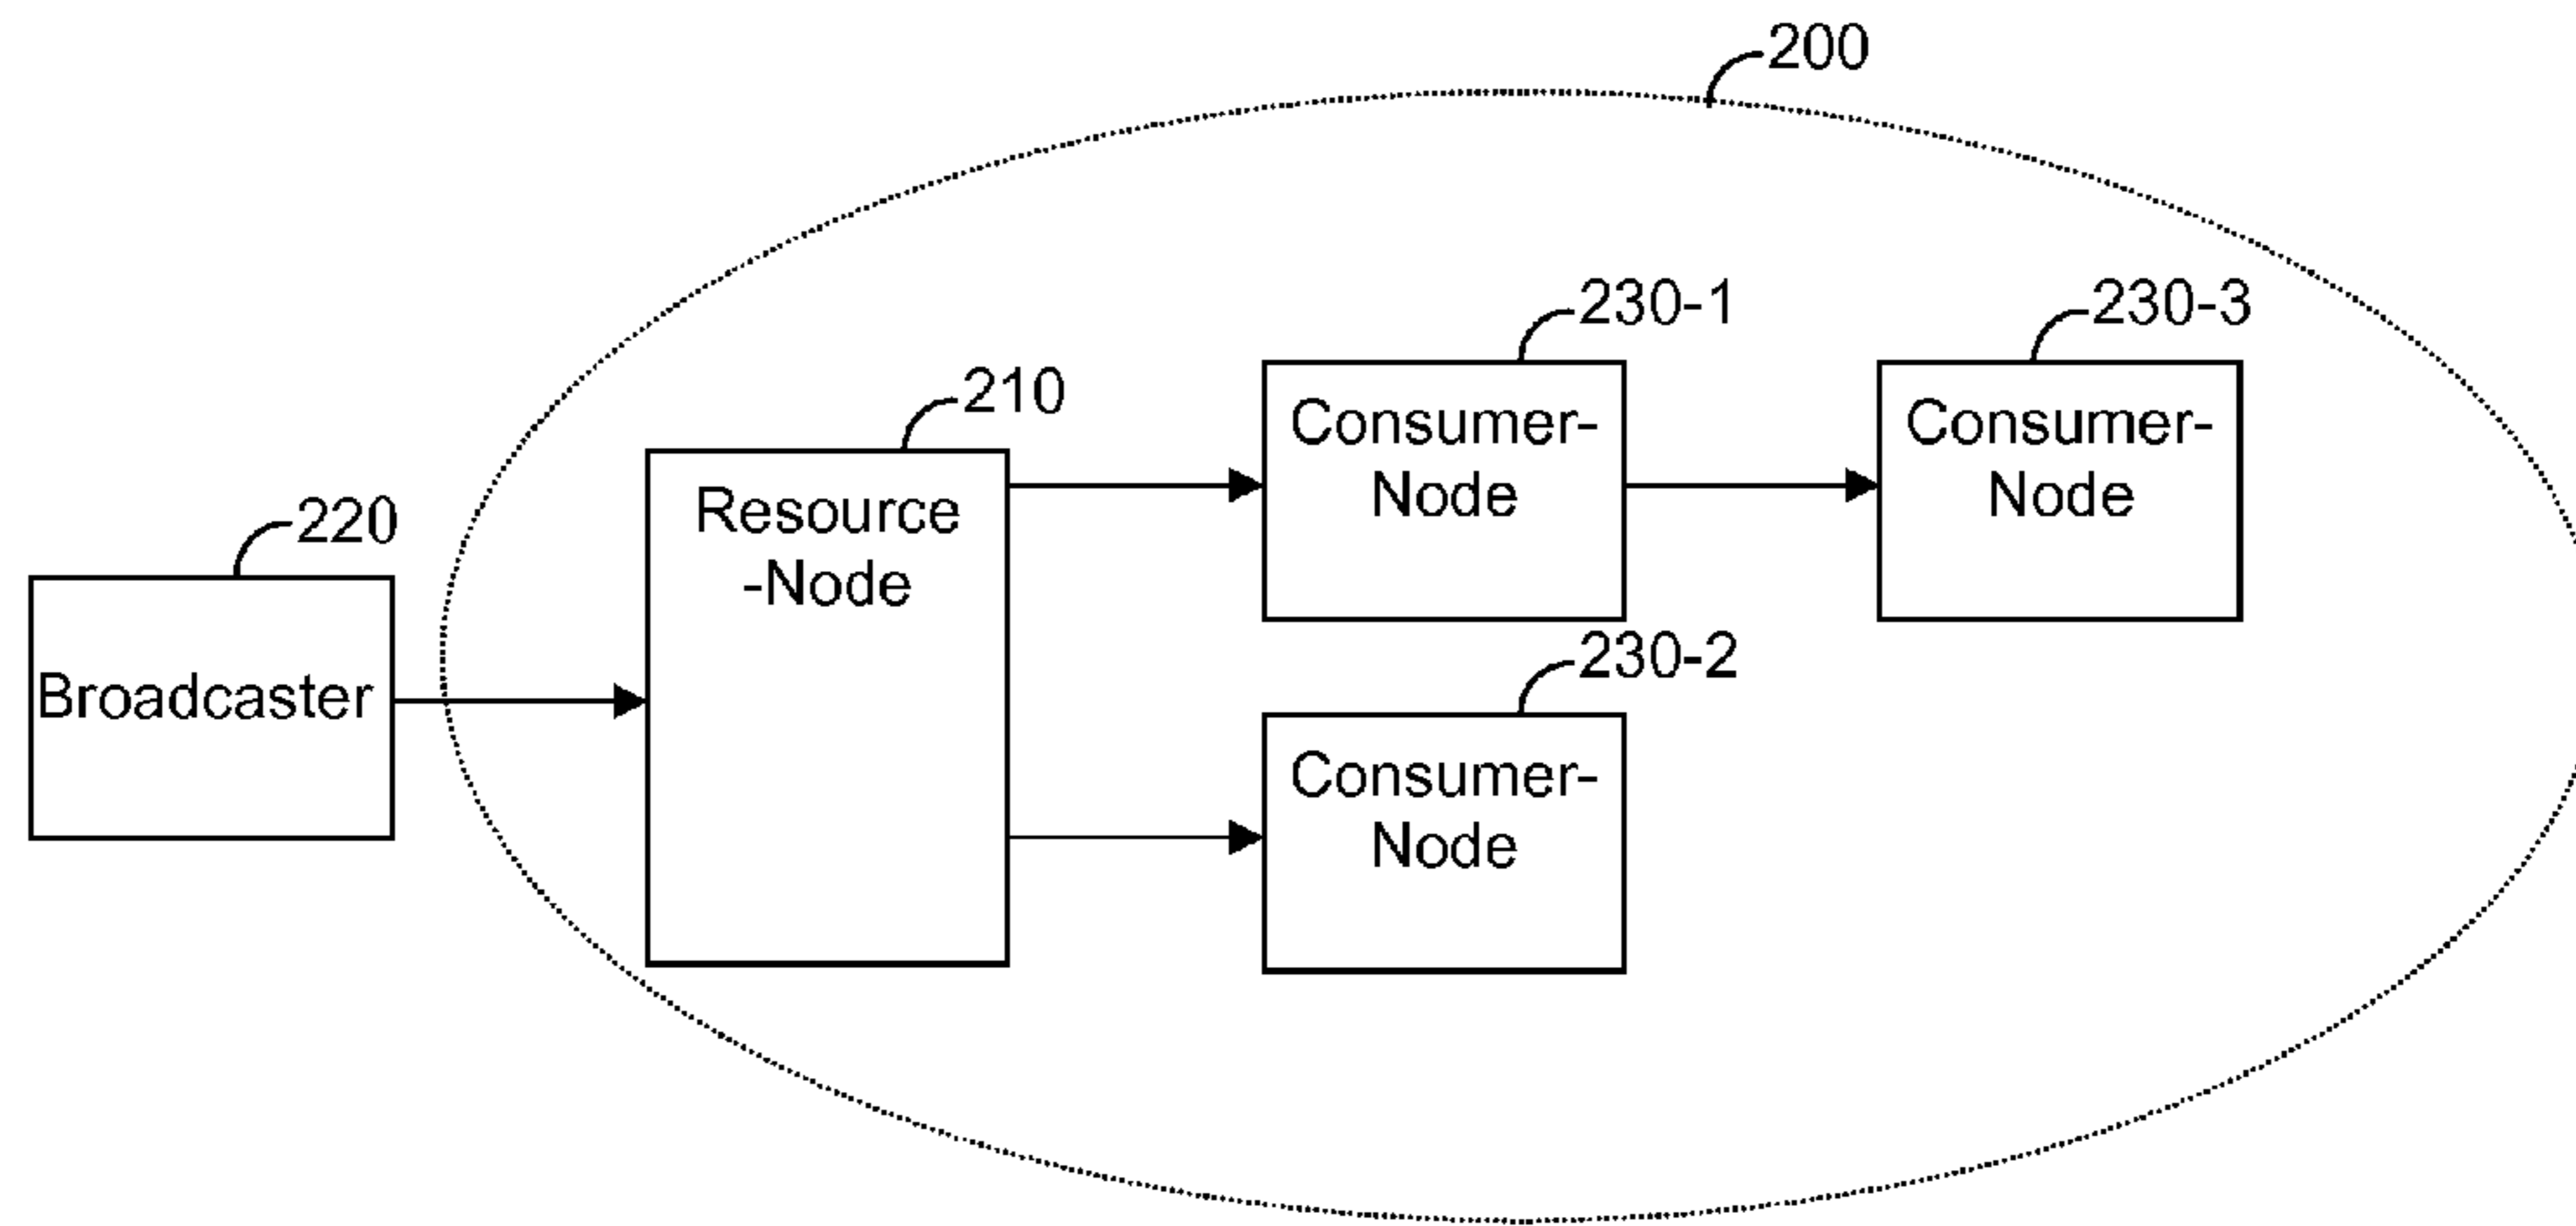 200
230-1
230-3
210
Consumer-
Node
Consumer-
Node
220
Resource
-Node
Broadcaster
230-2
Consumer-
Node